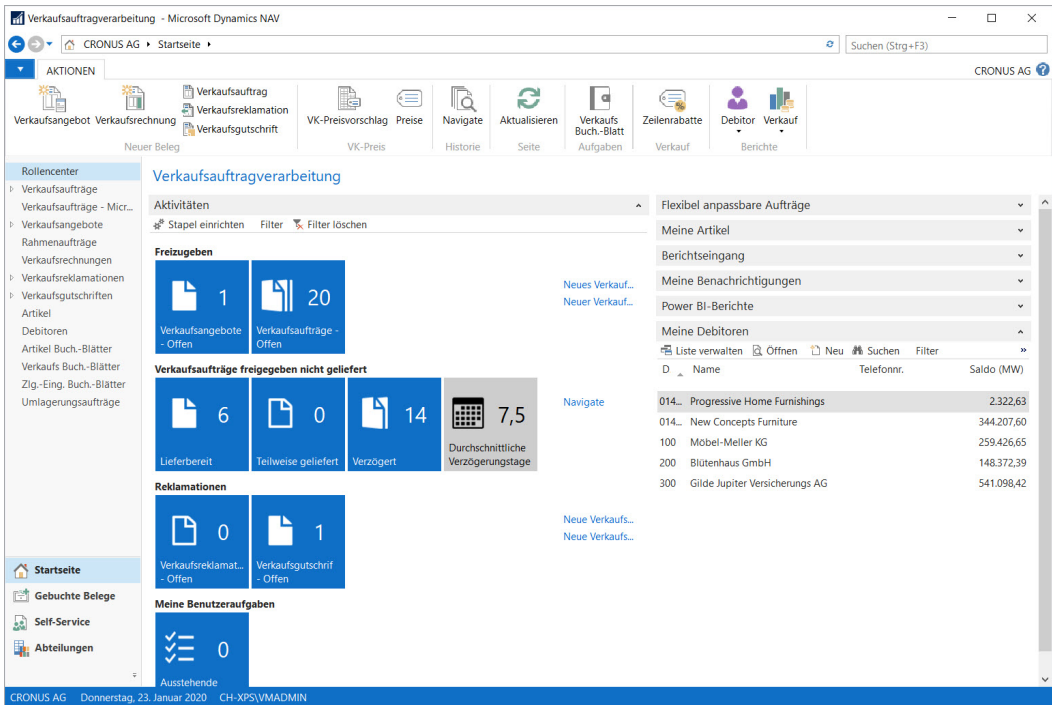 Verkaufsauftragverarbeitung - Microsoft Dynamics NAV
CRONUS AG
Startseite
Suchen (Strg+F3)
AKTIONEN
CRONUS AG
Verkaufsangebot
Verkaufsrechnung
Verkaufsauftrag
Verkaufsreklamation
Verkaufsgutschrift
Neuer Beleg
VK-Preisvorschlag
Preise
VK-Preis
Navigate
Historie
Aktualisieren
Seite
Verkaufs
Buch.-Blatt
Aufgaben
Zeilenrabatte
Verkauf
Debitor
Verkauf
Berichte
Rollencenter
Verkaufsaufträge
Verkaufsaufträge - Micr...
Verkaufsangebote
Rahmenaufträge
Verkaufsrechnungen
Verkaufsreklamationen
Verkaufsgutschriften
Artikel
Debitoren
Artikel Buch.-Blätter
Verkaufs Buch.-Blätter
Zlg.-Eing. Buch.-Blätter
Umlagerungsaufträge
Startseite
Gebuchte Belege
Self-Service
Abteilungen
Verkaufsauftragverarbeitung
Aktivitäten
Stapel einrichten
Filter
Filter löschen
Freizugeben
1
Verkaufsangebote
- Offen
20
Verkaufsaufträge -
Offen
Neues Verkauf...
Neuer Verkauf...
Verkaufsaufträge freigegeben nicht geliefert
6
Lieferbereit
0
Teilweise geliefert
14
Verzögert
7,5
Durchschnittliche
Verzögerungstage
Navigate
Reklamationen
0
Verkaufsreklamat...
- Offen
1
Verkaufsgutschrif
- Offen
Neue Verkaufs...
Neue Verkaufs...
Meine Benutzeraufgaben
0
Ausstehende
Flexibel anpassbare Aufträge
Meine Artikel
Berichtseingang
Meine Benachrichtigungen
Power BI-Berichte
Meine Debitoren
Liste verwalten
Öffnen
Neu
Suchen
Filter
»
D Name Telefonnr. Saldo (MW)
014... Progressive Home Furnishings 2.322,63
014... New Concepts Furniture 344.207,60
100 Möbel-Meller KG 259.426,65
200 Blütenhaus GmbH 148.372,39
300 Gilde Jupiter Versicherungs AG 541.098,42
CRONUS AG Donnerstag, 23. Januar 2020 CH-XPS\VMADMIN